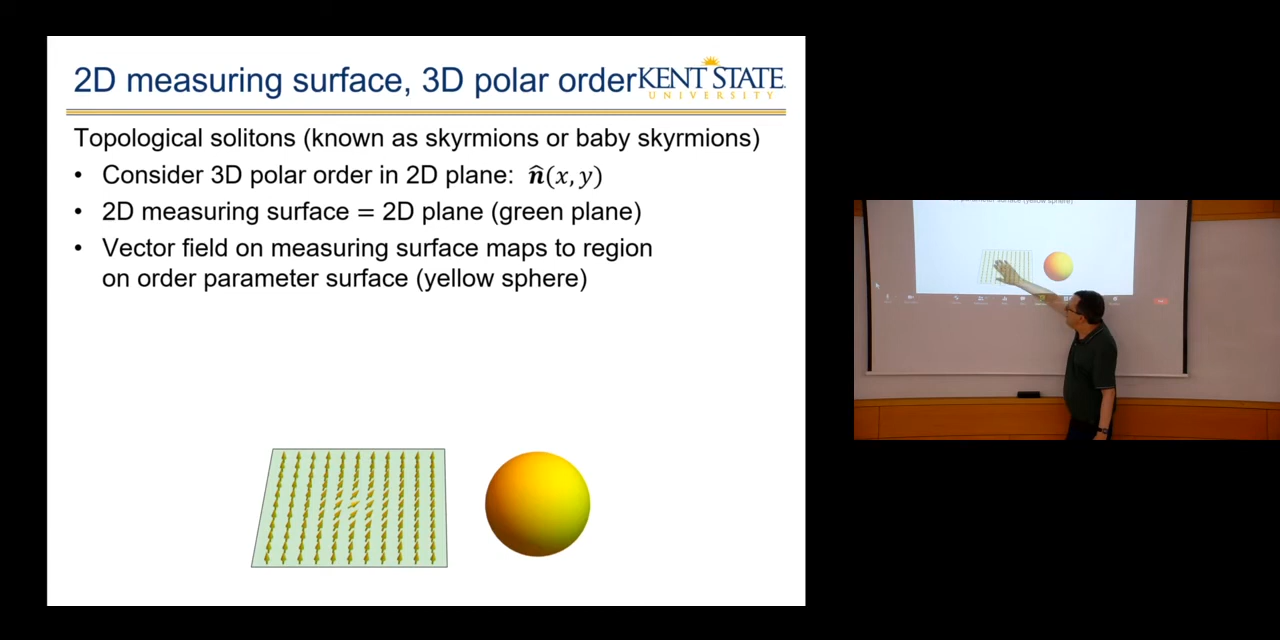 2D measuring surface, 3D polar order
KENT STATE
UNIVERSITY
Topological solitons (known as skyrmions or baby skyrmions)
• Consider 3D polar order in 2D plane: n̂(x, y)
• 2D measuring surface = 2D plane (green plane)
• Vector field on measuring surface maps to region
on order parameter surface (yellow sphere)